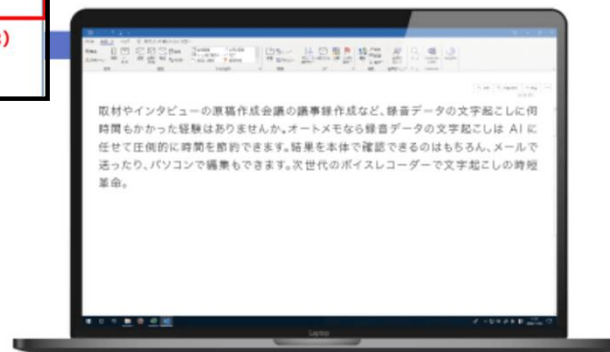 取材やインタビューの原稿作成会議の議事録作成など、録音データの文字起こしに何
時間もかかった経験はありませんか。オートメモなら録音データの文字起こしは AI に
任せて圧倒的に時間を節約できます。結果を本体で確認できるのはもちろん、メールで
送ったり、パソコンで編集もできます。次世代のボイスレコーダーで文字起こしの時短
革命。
Laptop